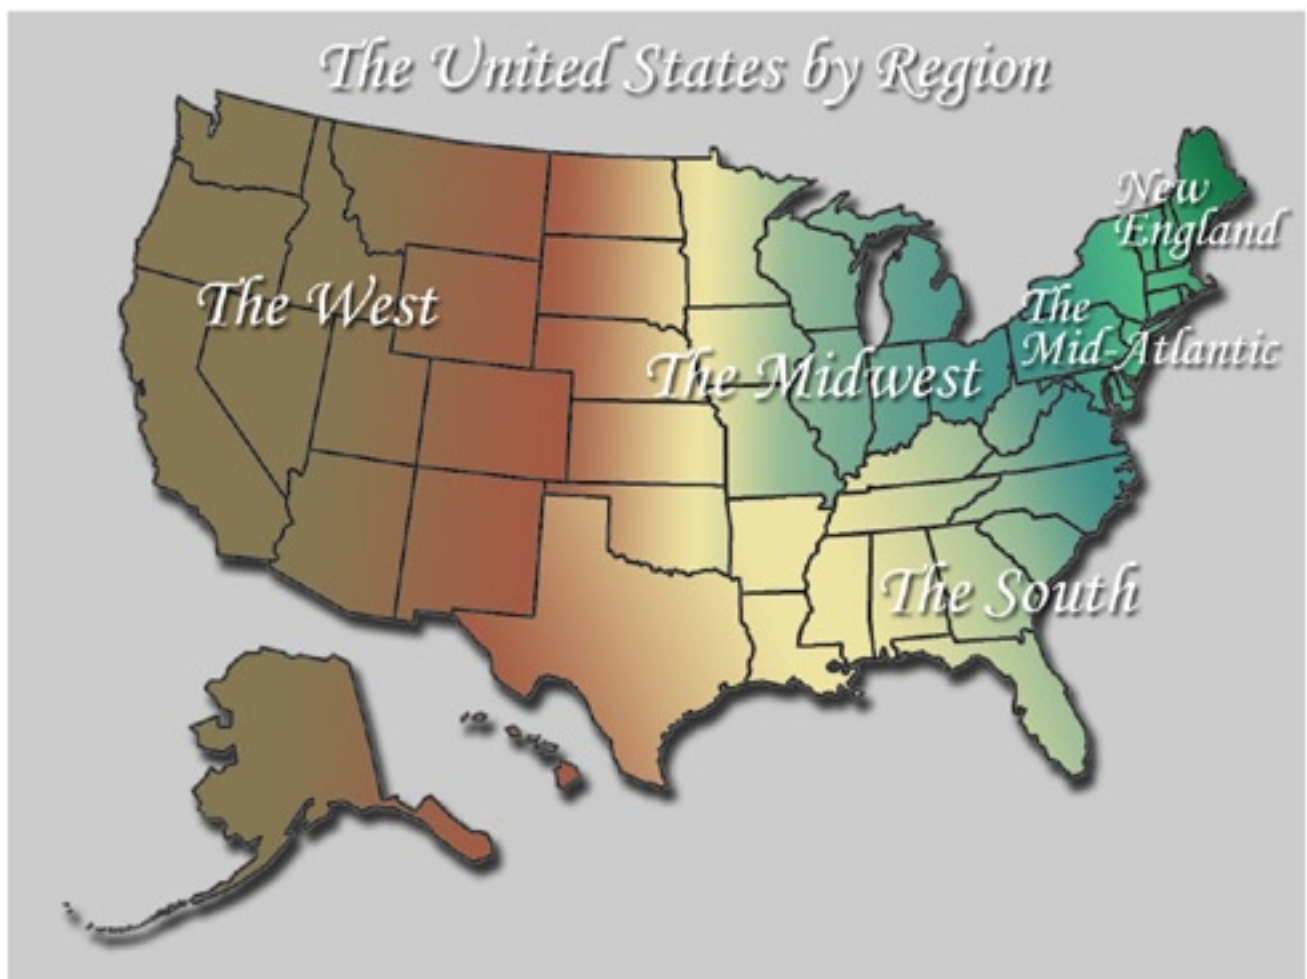 The United States by Region
New
England
The West
The
Mid-Atlantic
The Midwest
The South